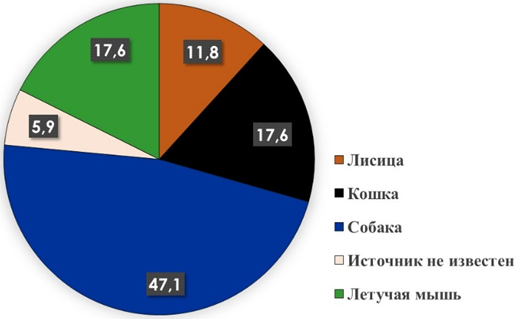 17,6
11,8
17,6
5,9
47,1
Лисица
Кошка
Собака
Источник не известен
Летучая мышь